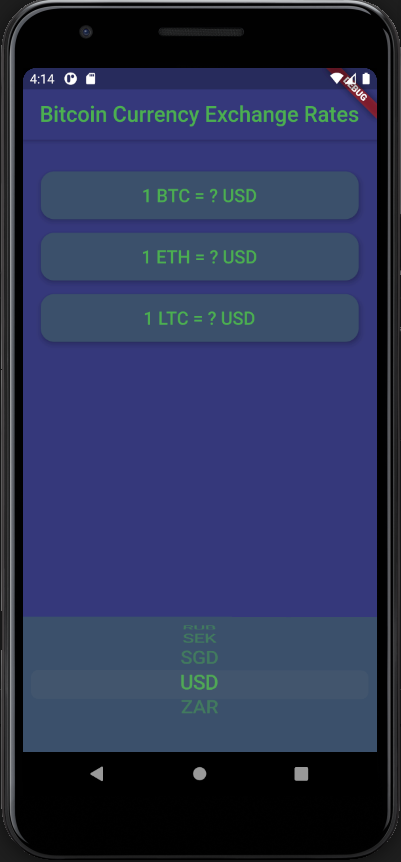 4:14
DEBUG
Bitcoin Currency Exchange Rates
1 BTC = ? USD
1 ETH = ? USD
1 LTC = ? USD
SEK
SGD
USD
ZAR